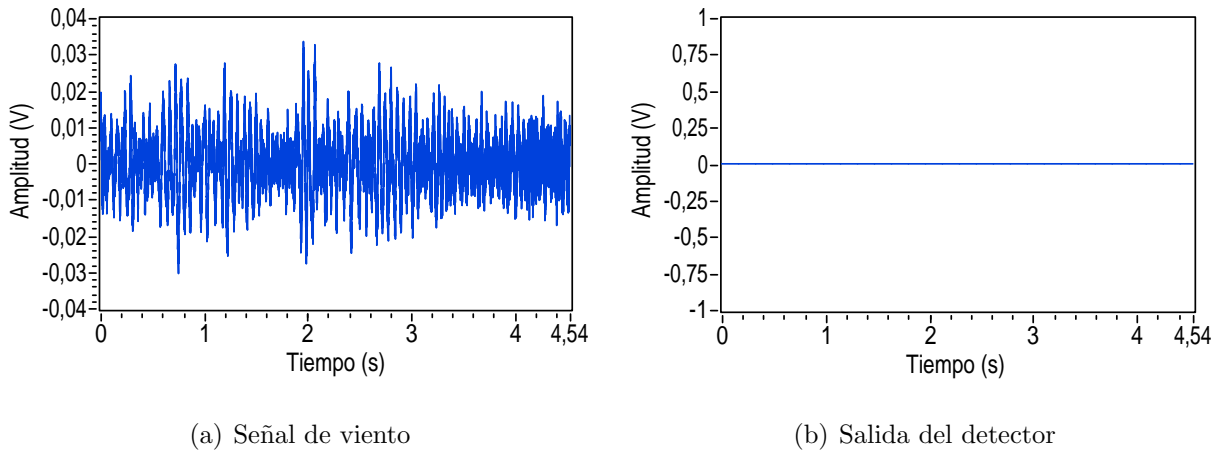 0,04
0,03
0,02
0,01
0
-0,01
-0,02
-0,03
-0,04
Amplitud (V)
0 1 2 3 4 4,54
Tiempo (s)
(a) Señal de viento
1
0,75
0,5
0,25
0
-0,25
-0,5
-0,75
-1
Amplitud (V)
0 1 2 3 4 4,54
Tiempo (s)
(b) Salida del detector